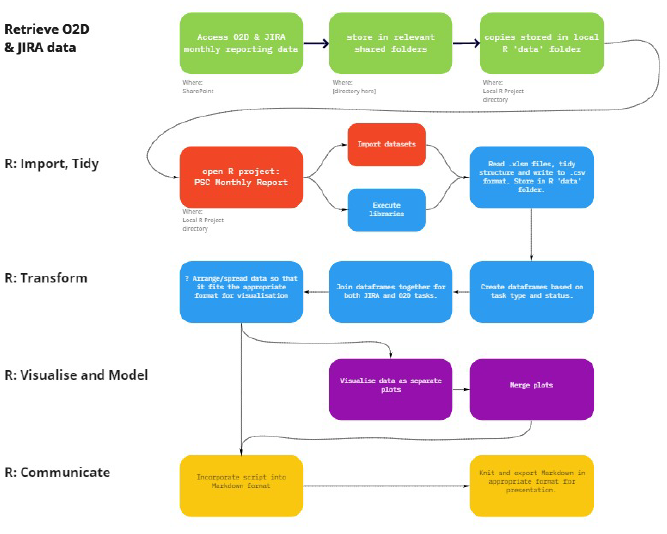 Retrieve O2D
& JIRA data
Access O2D & JIRA
monthly reporting data
store in relevant
shared folders
copies stored in local
R 'data' folder
Where:
SharePoint
Where:
[directory here]
Where:
Local R Project
directory
R: Import, Tidy
open R project:
PSC Monthly Report
Import datasets
Execute
libraries
Read .xlsm files, tidy
structure and write to .csv
format. Store in R 'data'
folder.
Where:
Local R Project
directory
R: Transform
? Arrange/spread data so that
it fits the appropriate
format for visualisation
Join dataframes together for
both JIRA and O2D tasks.
Create dataframes based on
task type and status.
R: Visualise and Model
Visualise data as separate
plots
Merge plots
R: Communicate
Incorporate script into
Markdown format
Knit and export Markdown in
appropriate format for
presentation.